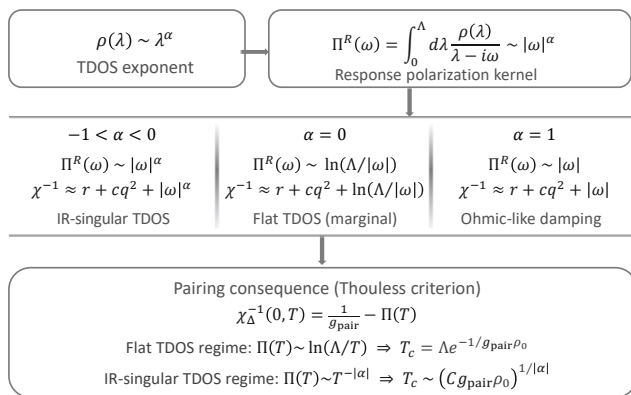 ρ(λ) ~ λ^α
TDOS exponent
Π^R(ω) = ∫_0^Λ dλ ρ(λ)/(λ − iω) ~ |ω|^α
Response polarization kernel
−1 < α < 0
Π^R(ω) ~ |ω|^α
χ^{−1} ≈ r + cq^2 + |ω|^α
IR-singular TDOS
α = 0
Π^R(ω) ~ ln(Λ/|ω|)
χ^{−1} ≈ r + cq^2 + ln(Λ/|ω|)
Flat TDOS (marginal)
α = 1
Π^R(ω) ~ |ω|
χ^{−1} ≈ r + cq^2 + |ω|
Ohmic-like damping
Pairing consequence (Thouless criterion)
χ_Δ^{−1}(0, T) = 1/g_pair − Π(T)
Flat TDOS regime: Π(T)~ ln(Λ/T) ⇒ T_c = Λe^{−1/g_pair ρ_0}
IR-singular TDOS regime: Π(T)~T^{−|α|} ⇒ T_c ~ (Cg_pair ρ_0)^{1/|α|}